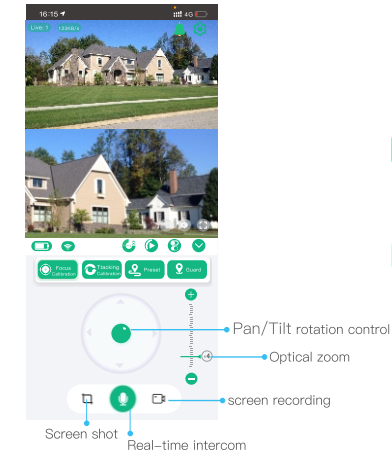 16:15
4G
Live: 1
Focus
Calibration
Ttacking
Calibration
Preset
Guard
Pan/Tilt rotation control
Optical zoom
screen recording
Screen shot
Real-time intercom